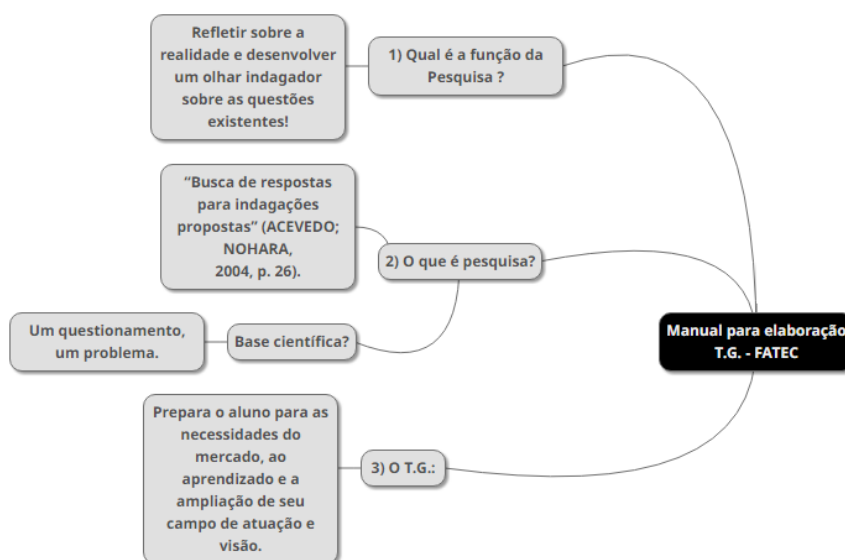 Refletir sobre a
realidade e desenvolver
um olhar indagador
sobre as questões
existentes!
1) Qual é a função da
Pesquisa ?
“Busca de respostas
para indagações
propostas” (ACEVEDO;
NOHARA,
2004, p. 26).
2) O que é pesquisa?
Um questionamento,
um problema.
Base científica?
Manual para elaboração
T.G. - FATEC
Prepara o aluno para as
necessidades do
mercado, ao
aprendizado e a
ampliação de seu
campo de atuação e
visão.
3) O T.G.: